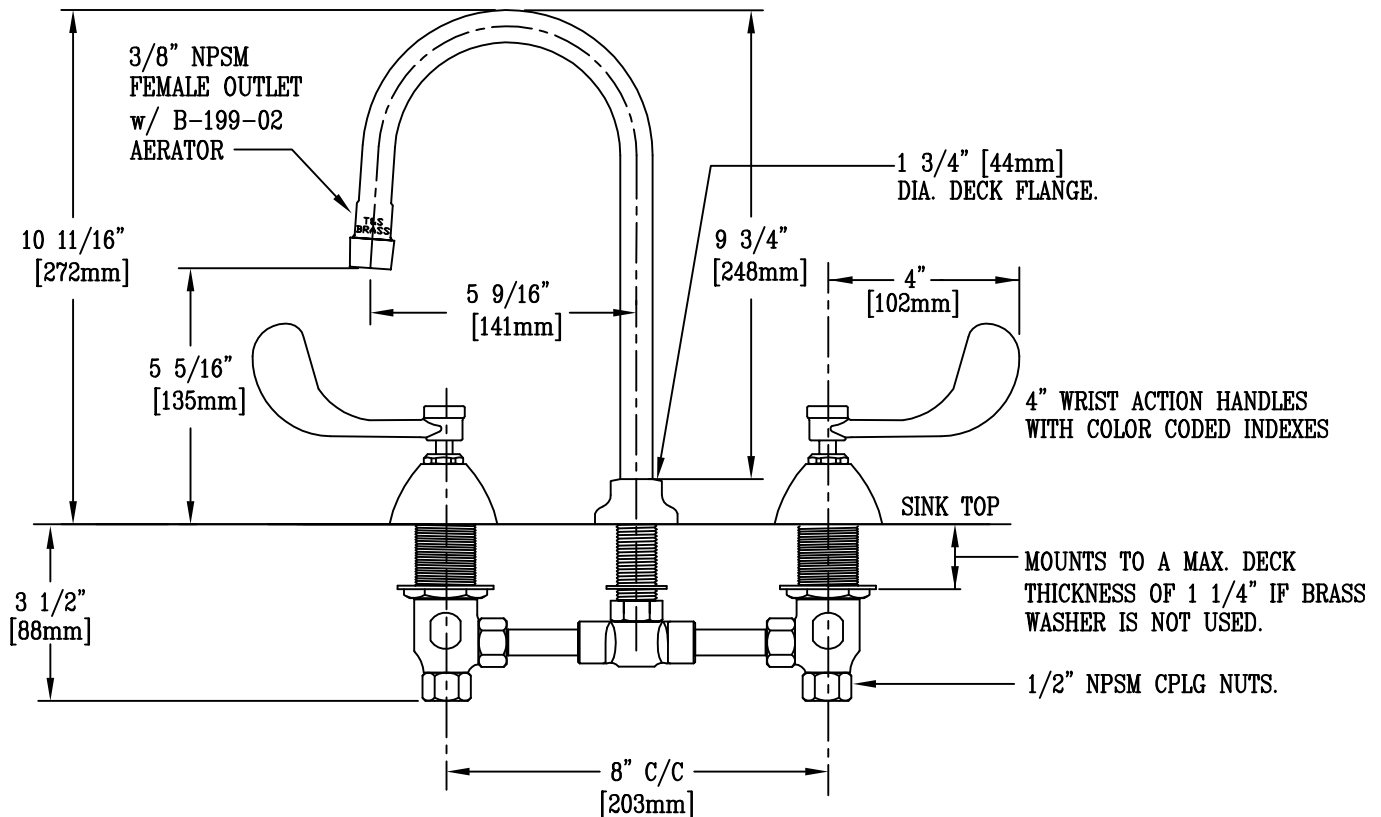 3/8" NPSM
FEMALE OUTLET
w/ B-199-02
AERATOR
T&S
BRASS
1 3/4" [44mm]
DIA. DECK FLANGE.
10 11/16"
[272mm]
9 3/4"
[248mm]
4"
[102mm]
5 9/16"
[141mm]
5 5/16"
[135mm]
4" WRIST ACTION HANDLES
WITH COLOR CODED INDEXES
SINK TOP
MOUNTS TO A MAX. DECK
THICKNESS OF 1 1/4" IF BRASS
WASHER IS NOT USED.
3 1/2"
[88mm]
1/2" NPSM CPLG NUTS.
8" C/C
[203mm]